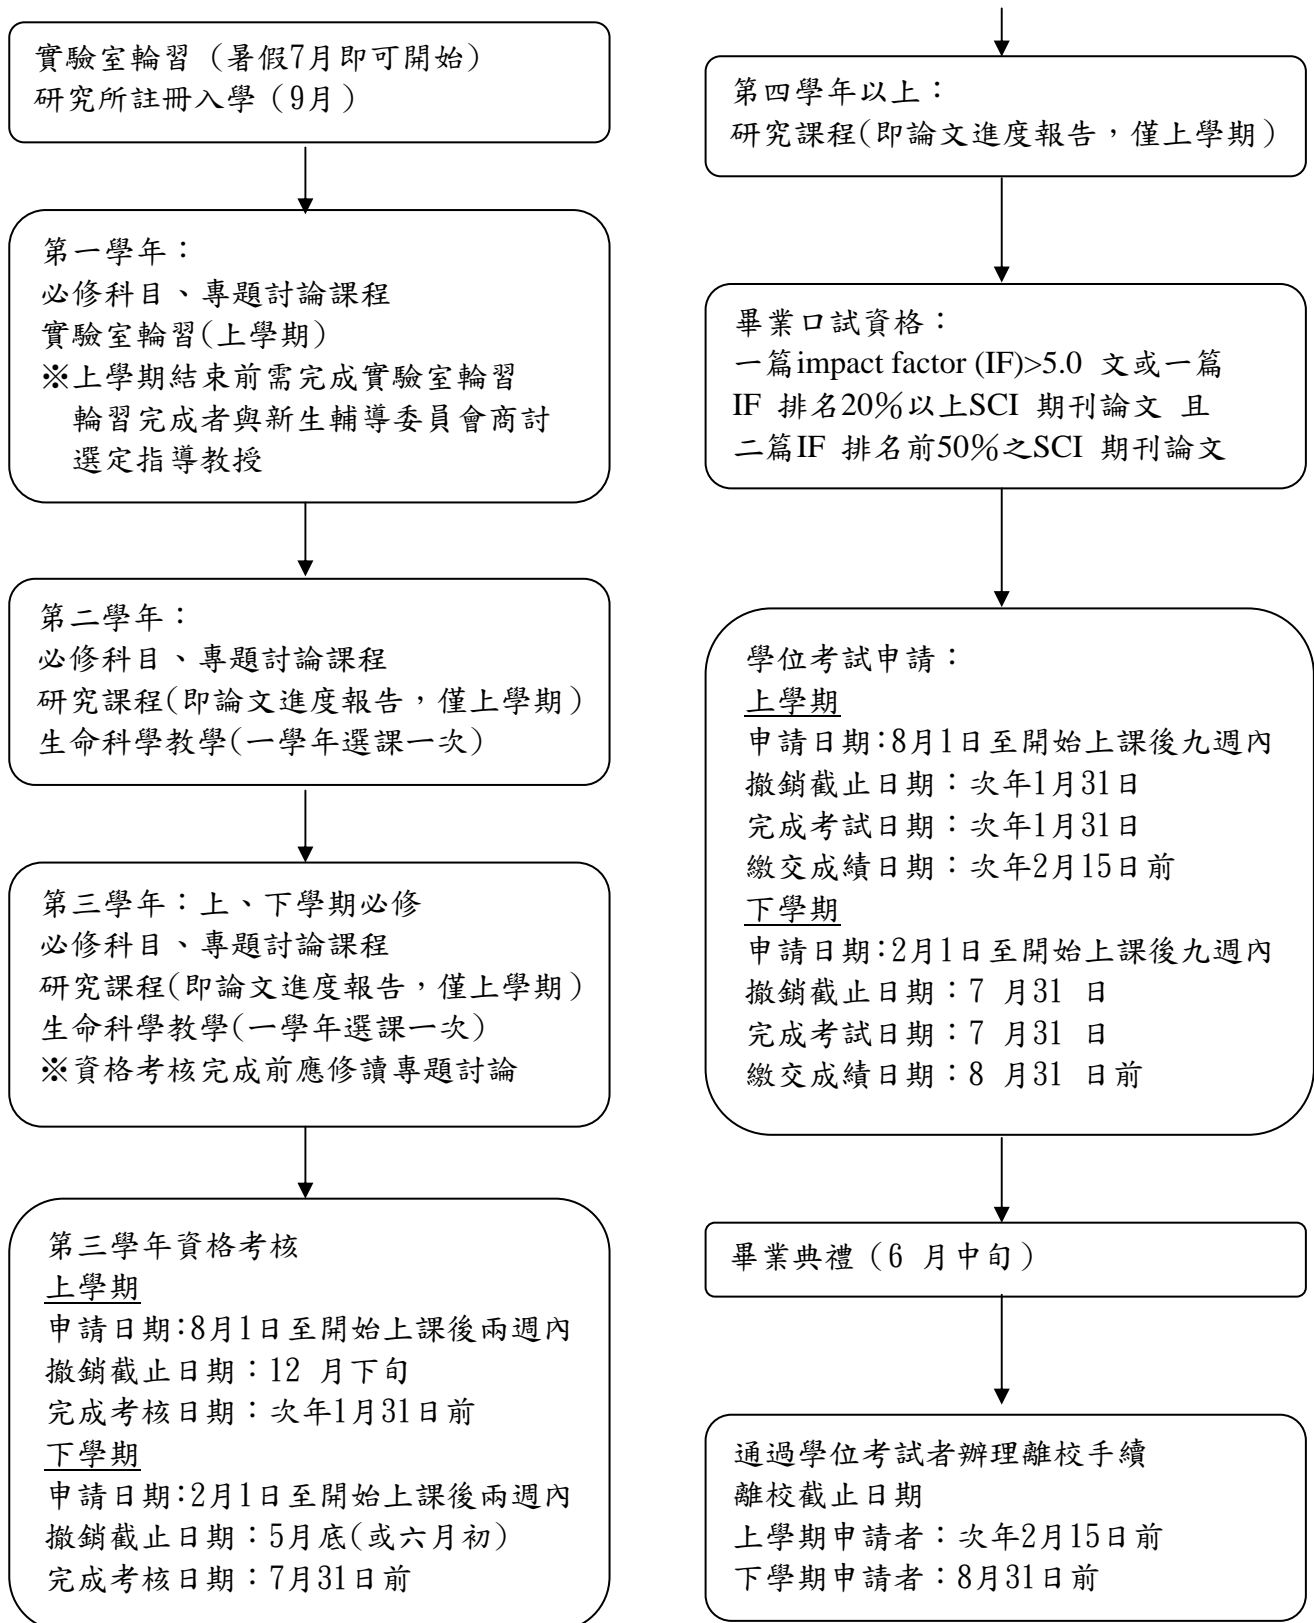 實驗室輪習（暑假7月即可開始）
研究所註冊入學（9月）
第一學年：
必修科目、專題討論課程
實驗室輪習(上學期)
※上學期結束前需完成實驗室輪習
輪習完成者與新生輔導委員會商討
選定指導教授
第二學年：
必修科目、專題討論課程
研究課程(即論文進度報告，僅上學期)
生命科學教學(一學年選課一次)
第三學年：上、下學期必修
必修科目、專題討論課程
研究課程(即論文進度報告，僅上學期)
生命科學教學(一學年選課一次)
※資格考核完成前應修讀專題討論
第三學年資格考核
上學期
申請日期:8月1日至開始上課後兩週內
撤銷截止日期：12 月下旬
完成考核日期：次年1月31日前
下學期
申請日期:2月1日至開始上課後兩週內
撤銷截止日期：5月底(或六月初)
完成考核日期：7月31日前
第四學年以上：
研究課程(即論文進度報告，僅上學期)
畢業口試資格：
一篇impact factor (IF)>5.0 文或一篇
IF 排名20％以上SCI 期刊論文 且
二篇IF 排名前50％之SCI 期刊論文
學位考試申請：
上學期
申請日期:8月1日至開始上課後九週內
撤銷截止日期：次年1月31日
完成考試日期：次年1月31日
繳交成績日期：次年2月15日前
下學期
申請日期:2月1日至開始上課後九週內
撤銷截止日期：7 月31 日
完成考試日期：7 月31 日
繳交成績日期：8 月31 日前
畢業典禮（6 月中旬）
通過學位考試者辦理離校手續
離校截止日期
上學期申請者：次年2月15日前
下學期申請者：8月31日前